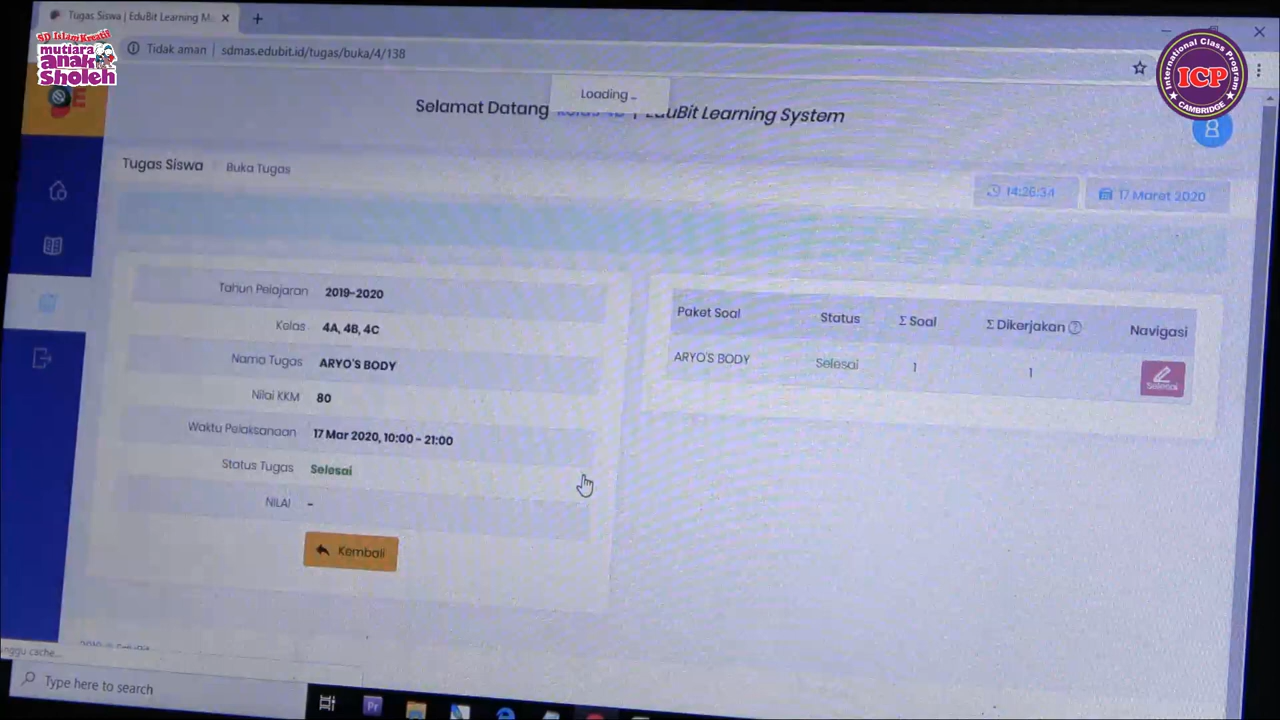 Tugas Siswa | EduBit Learning M
SD Islam Kreatif
mutiara
anak
Sholeh
Tidak aman | sdmas.edubit.id/tugas/buka/4/138
International Class Program
ICP
CAMBRIDGE
Loading
Selamat Datang
EduBit Learning System
Tugas Siswa Buka Tugas
14:26:34
17 Maret 2020
Tahun Pelajaran 2019-2020
Kelas 4A, 4B, 4C
Nama Tugas ARYO'S BODY
Nilai KKM 80
Waktu Pelaksanaan 17 Mar 2020, 10:00 - 21:00
Status Tugas Selesai
NILAI -
Kembali
Paket Soal Status Σ Soal Σ Dikerjakan Navigasi
ARYO'S BODY Selesai 1 1 Selesai
cache...
Type here to search
Pr